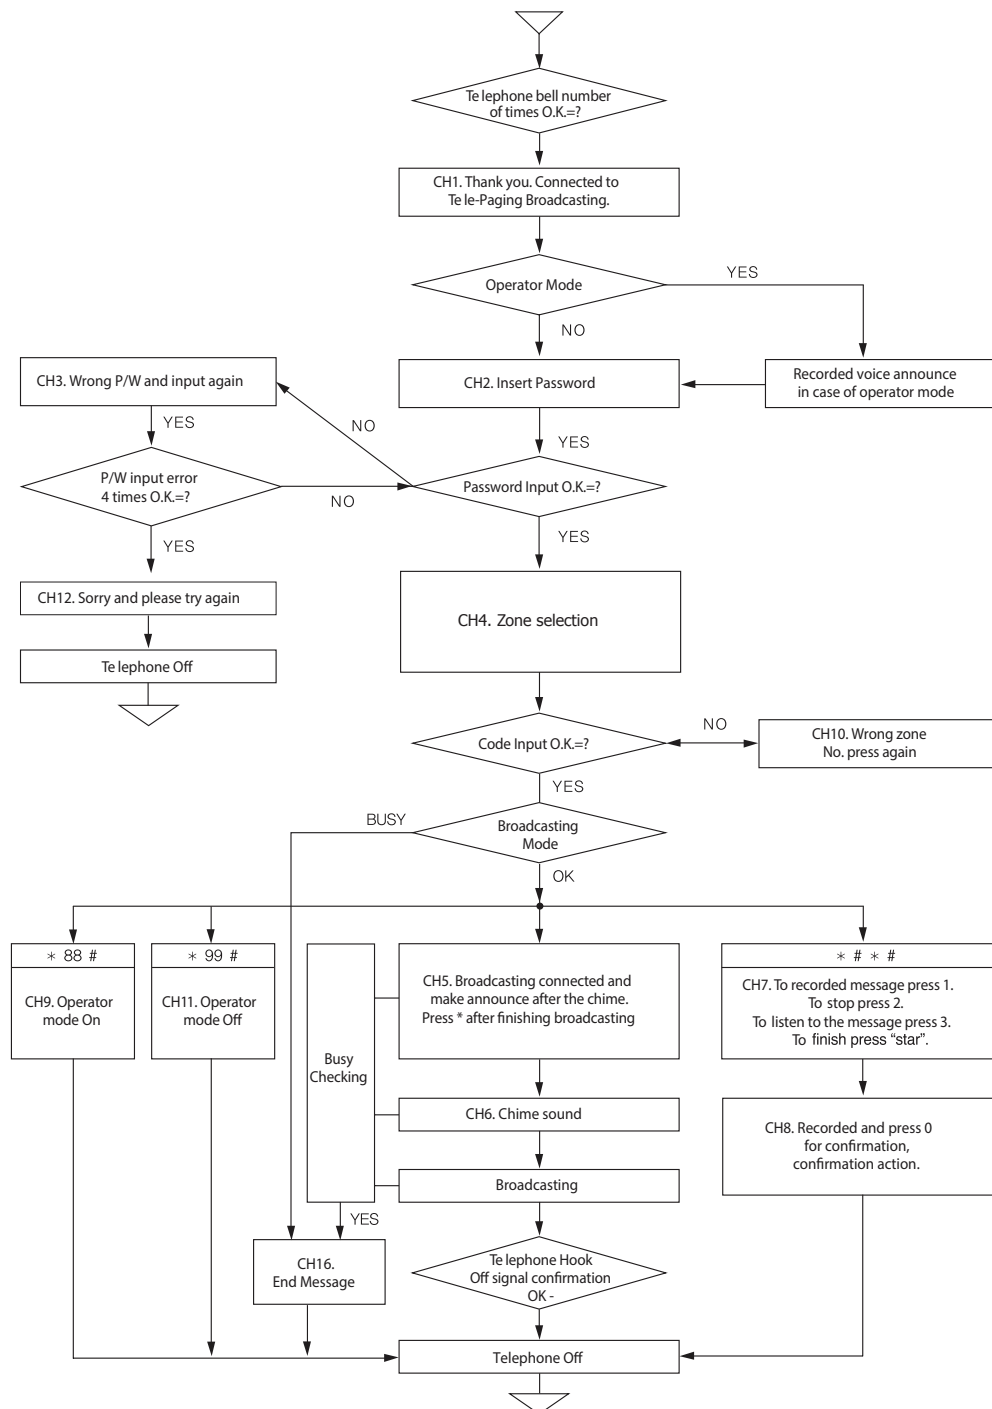 Te lephone bell number
of times O.K.=?
CH1. Thank you. Connected to
Te le-Paging Broadcasting.
Operator Mode
YES
NO
CH3. Wrong P/W and input again
CH2. Insert Password
Recorded voice announce
in case of operator mode
YES
NO
YES
P/W input error
4 times O.K.=?
NO
Password Input O.K.=?
YES
YES
CH12. Sorry and please try again
CH4. Zone selection
Te lephone Off
Code Input O.K.=?
NO
CH10. Wrong zone
No. press again
YES
BUSY
Broadcasting
Mode
OK
* 88 #
CH9. Operator
mode On
* 99 #
CH11. Operator
mode Off
Busy
Checking
CH5. Broadcasting connected and
make announce after the chime.
Press * after finishing broadcasting
* # * #
CH7. To recorded message press 1.
To stop press 2.
To listen to the message press 3.
To finish press “star”.
CH6. Chime sound
CH8. Recorded and press 0
for confirmation,
confirmation action.
Broadcasting
YES
CH16.
End Message
Te lephone Hook
Off signal confirmation
OK -
Telephone Off